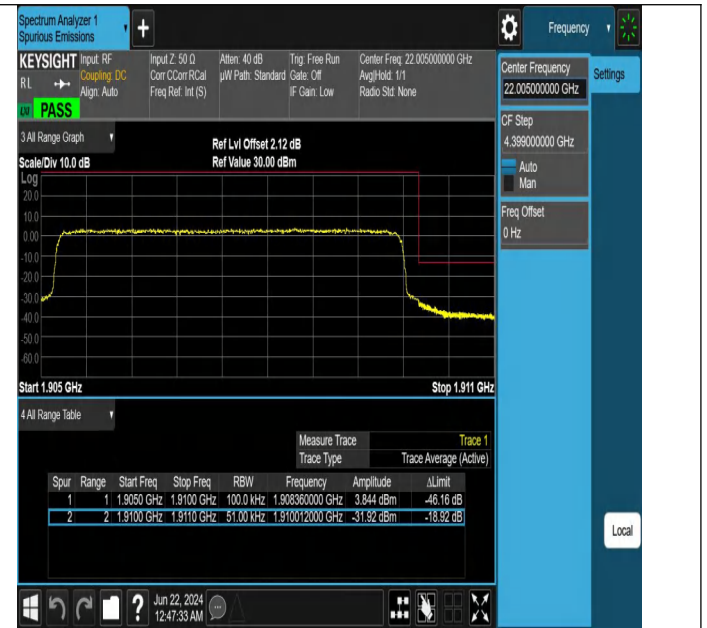 Spectrum Analyzer 1
Spurious Emissions
Frequency
KEYSIGHT Input: RF
RL Coupling: DC
Align: Auto
Input Z: 50 Ω
Corr CCorr RCal
Freq Ref: Int (S)
Atten: 40 dB
µW Path: Standard
Trig: Free Run
Gate: Off
IF Gain: Low
Center Freq: 22.005000000 GHz
Avg|Hold: 1/1
Radio Std: None
PASS
3 All Range Graph
Ref Lvl Offset 2.12 dB
Scale/Div 10.0 dB Ref Value 30.00 dBm
Log
20.0
10.0
0.00
-10.0
-20.0
-30.0
-40.0
-50.0
-60.0
Start 1.905 GHz Stop 1.911 GHz
4 All Range Table
Measure Trace Trace 1
Trace Type Trace Average (Active)
Spur Range Start Freq Stop Freq RBW Frequency Amplitude ΔLimit
1 1 1.9050 GHz 1.9100 GHz 100.0 kHz 1.908360000 GHz 3.844 dBm -46.16 dB
2 2 1.9100 GHz 1.9110 GHz 51.00 kHz 1.910012000 GHz -31.92 dBm -18.92 dB
Jun 22, 2024
12:47:33 AM
Center Frequency
22.005000000 GHz
Settings
CF Step
4.399000000 GHz
Auto
Man
Freq Offset
0 Hz
Local